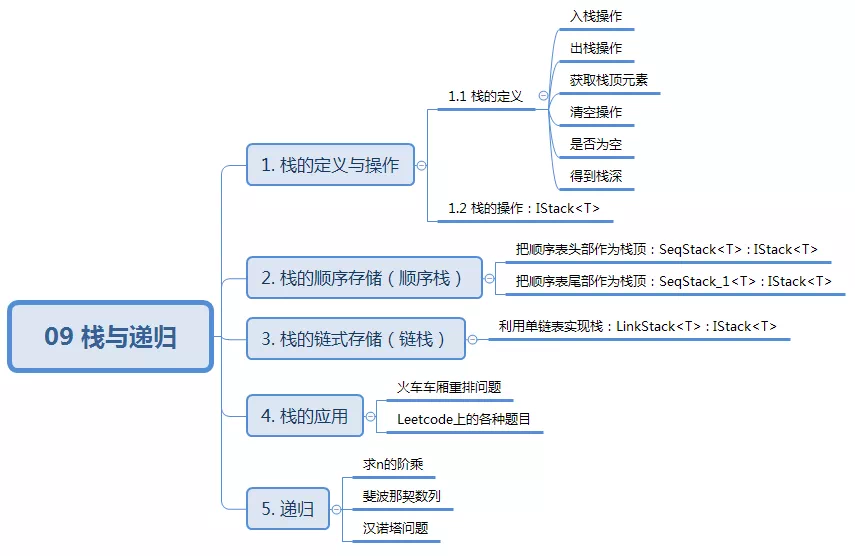 09 栈与递归
1. 栈的定义与操作
1.1 栈的定义
入栈操作
出栈操作
获取栈顶元素
清空操作
是否为空
得到栈深
1.2 栈的操作：IStack<T>
2. 栈的顺序存储（顺序栈）
把顺序表头部作为栈顶：SeqStack<T> : IStack<T>
把顺序表尾部作为栈顶：SeqStack_1<T> : IStack<T>
3. 栈的链式存储（链栈）
利用单链表实现栈：LinkStack<T> : IStack<T>
4. 栈的应用
火车车厢重排问题
Leetcode上的各种题目
5. 递归
求n的阶乘
斐波那契数列
汉诺塔问题